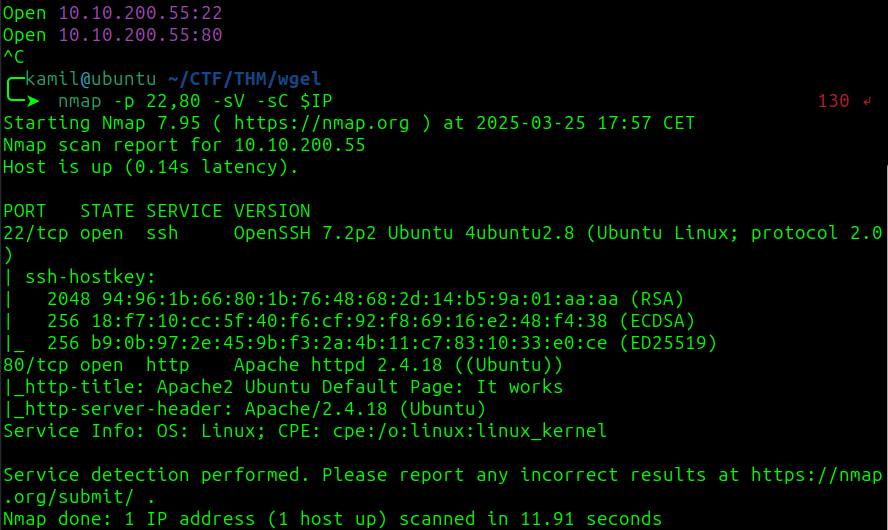 Open 10.10.200.55:22
Open 10.10.200.55:80
^C
╭─kamil@ubuntu ~/CTF/THM/wgel
╰─➤  nmap -p 22,80 -sV -sC $IP                                            130 ↵
Starting Nmap 7.95 ( https://nmap.org ) at 2025-03-25 17:57 CET
Nmap scan report for 10.10.200.55
Host is up (0.14s latency).

PORT   STATE SERVICE VERSION
22/tcp open  ssh     OpenSSH 7.2p2 Ubuntu 4ubuntu2.8 (Ubuntu Linux; protocol 2.0
)
| ssh-hostkey:
|   2048 94:96:1b:66:80:1b:76:48:68:2d:14:b5:9a:01:aa:aa (RSA)
|   256 18:f7:10:cc:5f:40:f6:cf:92:f8:69:16:e2:48:f4:38 (ECDSA)
|_  256 b9:0b:97:2e:45:9b:f3:2a:4b:11:c7:83:10:33:e0:ce (ED25519)
80/tcp open  http    Apache httpd 2.4.18 ((Ubuntu))
|_http-title: Apache2 Ubuntu Default Page: It works
|_http-server-header: Apache/2.4.18 (Ubuntu)
Service Info: OS: Linux; CPE: cpe:/o:linux:linux_kernel

Service detection performed. Please report any incorrect results at https://nmap
.org/submit/ .
Nmap done: 1 IP address (1 host up) scanned in 11.91 seconds